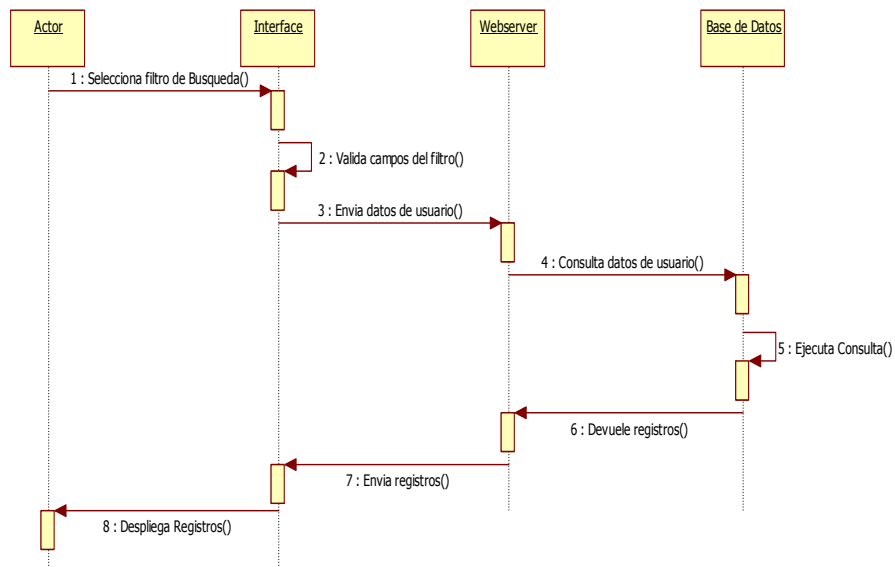 Actor
Interface
Webserver
Base de Datos
1 : Selecciona filtro de Busqueda()
2 : Valida campos del filtro()
3 : Envia datos de usuario()
4 : Consulta datos de usuario()
5 : Ejecuta Consulta()
6 : Devuele registros()
7 : Envia registros()
8 : Despliega Registros()